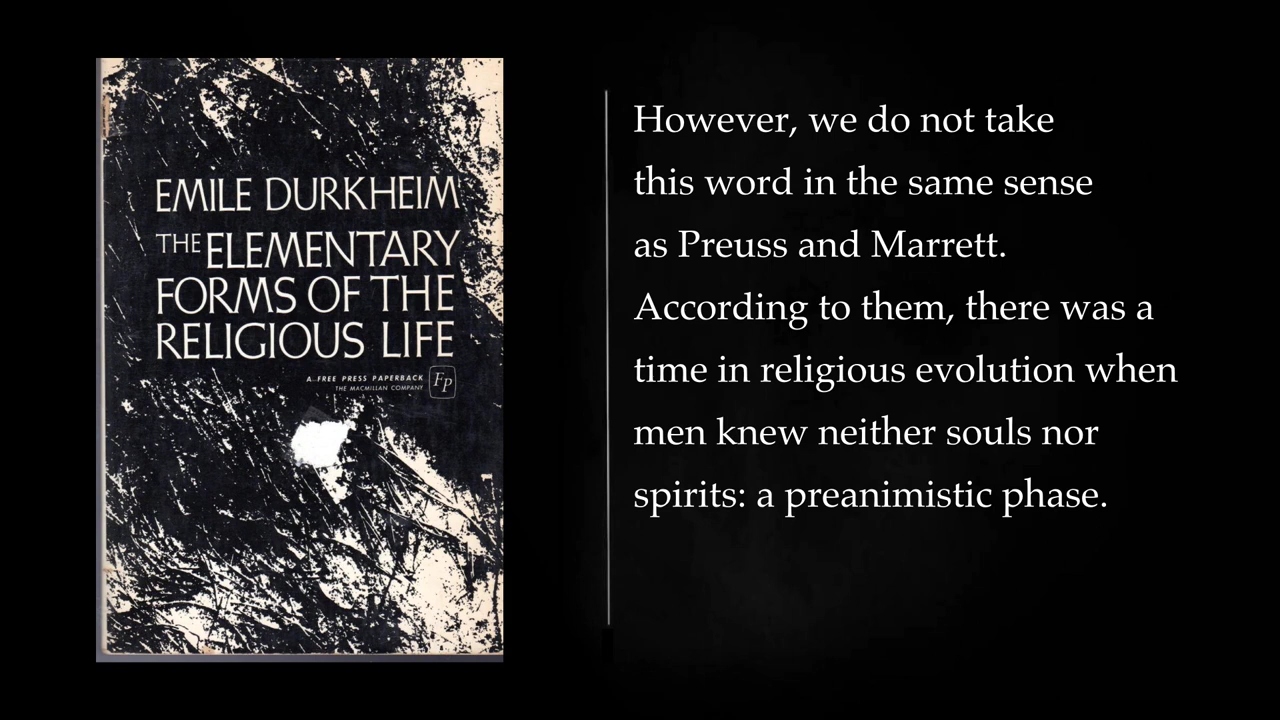 EMILE DURKHEIM
THE ELEMENTARY
FORMS OF THE
RELIGIOUS LIFE
A FREE PRESS PAPERBACK
THE MACMILLAN COMPANY
Fp
However, we do not take
this word in the same sense
as Preuss and Marrett.
According to them, there was a
time in religious evolution when
men knew neither souls nor
spirits: a preanimistic phase.